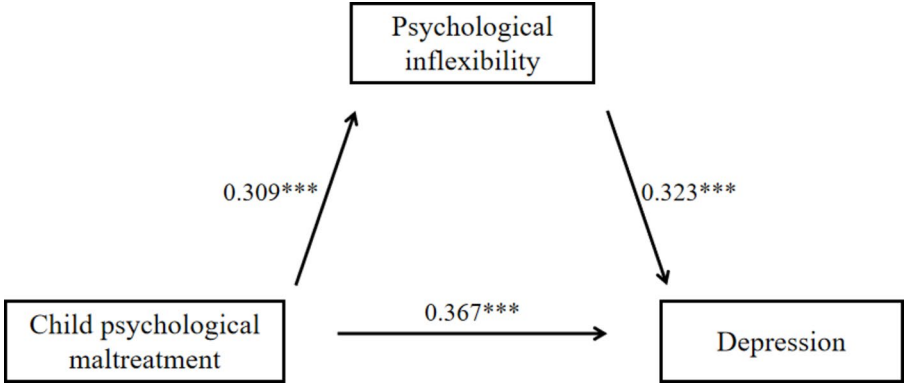 Psychological
inflexibility
0.309***
0.323***
0.367***
Child psychological
maltreatment
Depression